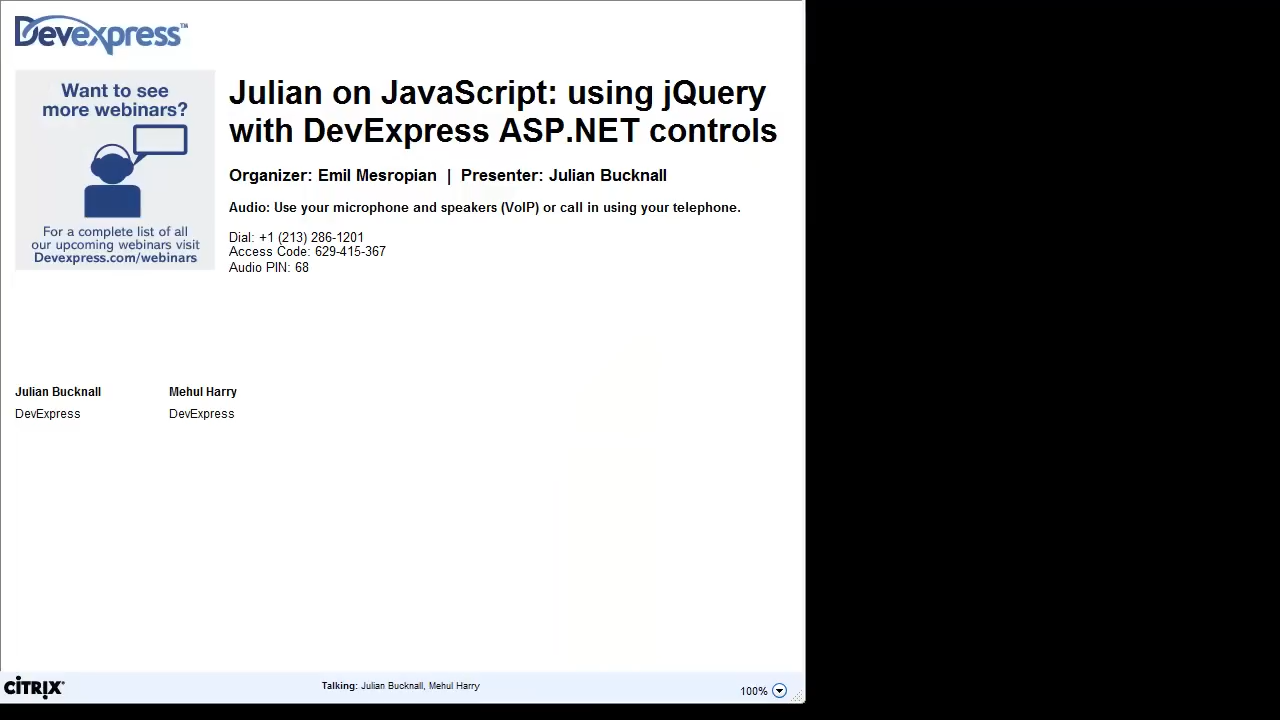 Devexpress™
Want to see
more webinars?
For a complete list of all
our upcoming webinars visit
Devexpress.com/webinars
Julian on JavaScript: using jQuery
with DevExpress ASP.NET controls
Organizer: Emil Mesropian | Presenter: Julian Bucknall
Audio: Use your microphone and speakers (VoIP) or call in using your telephone.
Dial: +1 (213) 286-1201
Access Code: 629-415-367
Audio PIN: 68
Julian Bucknall Mehul Harry
DevExpress DevExpress
CITRIX Talking: Julian Bucknall, Mehul Harry 100%